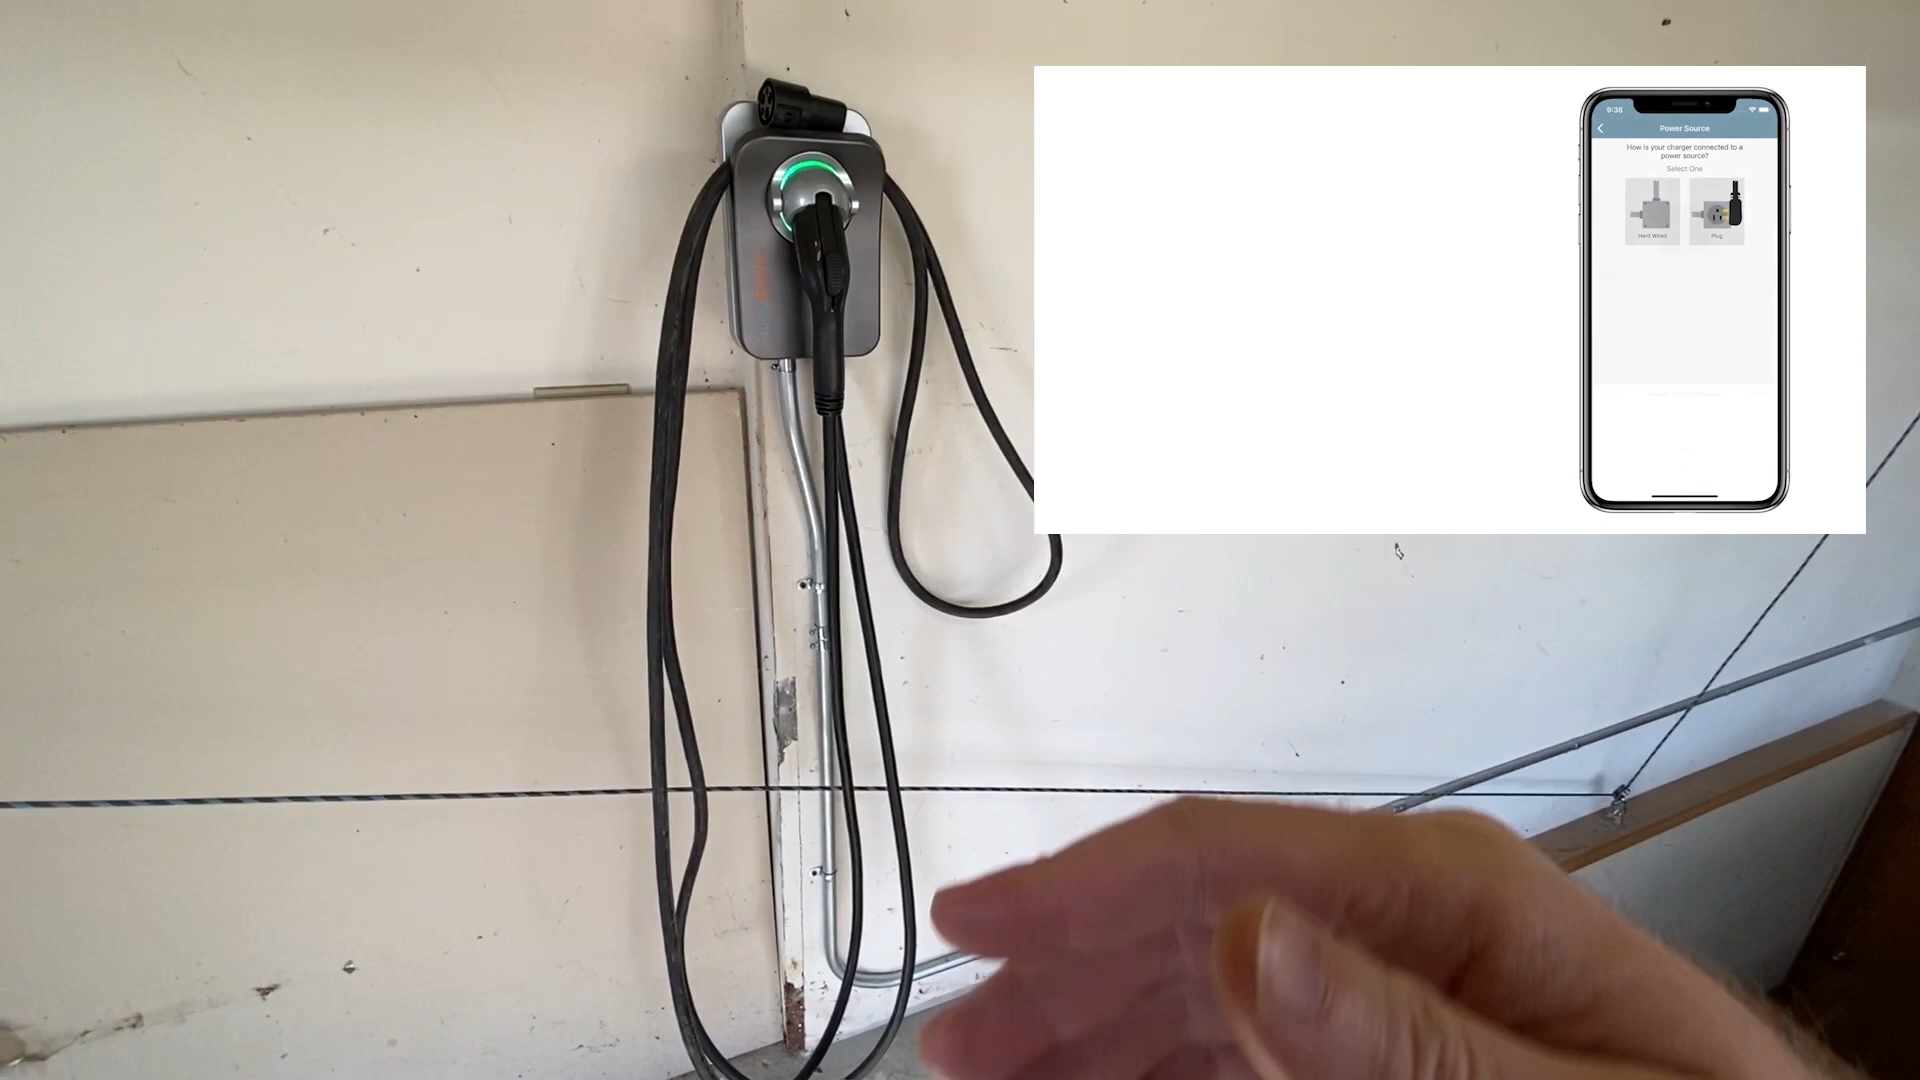 9:38
Power Source
How is your charger connected to a
power source?
Select One
Hard Wired
Plug